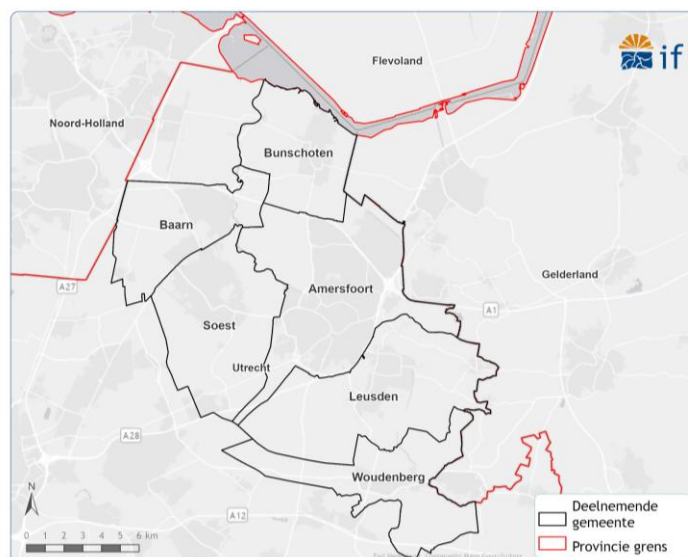 Flevoland
if
Noord-Holland
Bunschoten
Baarn
Gelderland
A27
Amersfoort
A1
Soest
Utrecht
Leusden
A28
Woudenberg
N
A12
0 1 2 3 4 5 6 km
Deelnemende
gemeente
Provincie grens